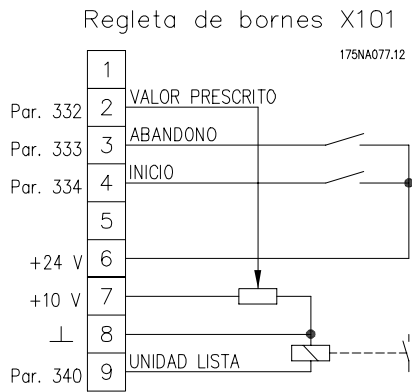 Regleta de bornes X101
175NA077.12
1
Par. 332 2 VALOR PRESCRITO
Par. 333 3 ABANDONO
Par. 334 4 INICIO
5
+24 V 6
+10 V 7
⊥ 8
Par. 340 9 UNIDAD LISTA